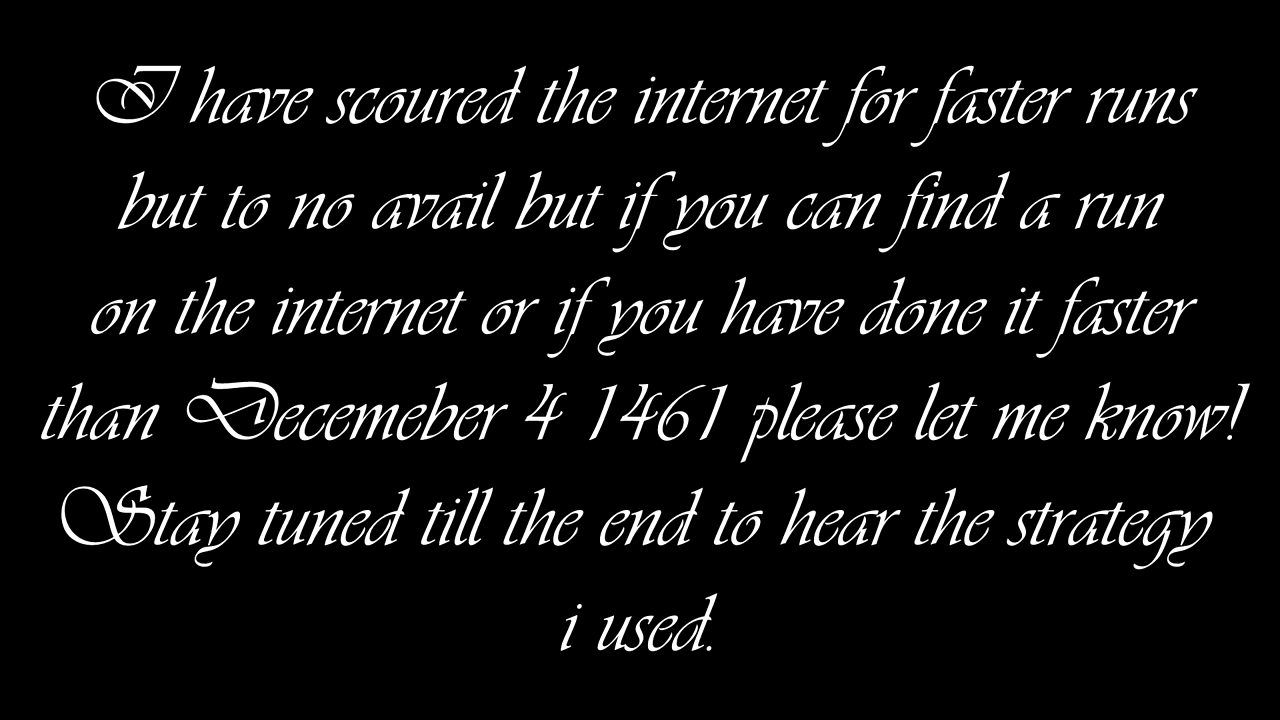 I have scoured the internet for faster runs
but to no avail but if you can find a run
on the internet or if you have done it faster
than Decemeber 4 1461 please let me know!
Stay tuned till the end to hear the strategy
i used.